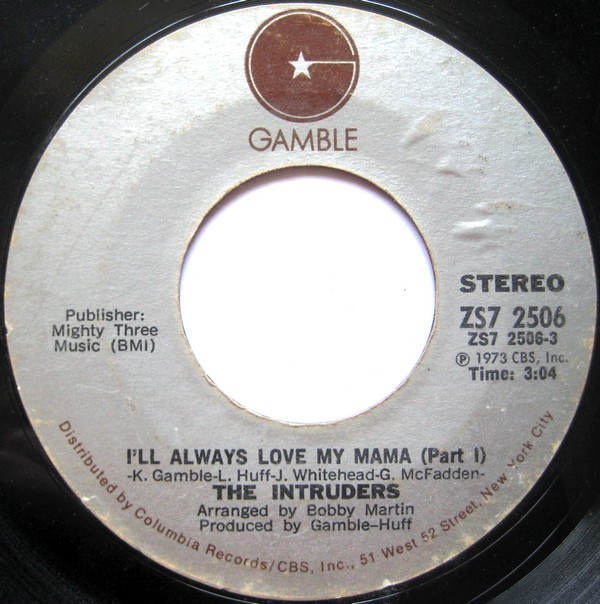 GAMBLE
STEREO
ZS7 2506
ZS7 2506-3
℗ 1973 CBS, Inc.
Time: 3:04
Publisher:
Mighty Three
Music (BMI)
I'LL ALWAYS LOVE MY MAMA (Part I)
-K. Gamble-L. Huff-J. Whitehead-G. McFadden-
THE INTRUDERS
Arranged by Bobby Martin
Produced by Gamble-Huff
Distributed by Columbia Records/CBS, Inc., 51 West 52 Street, New York City